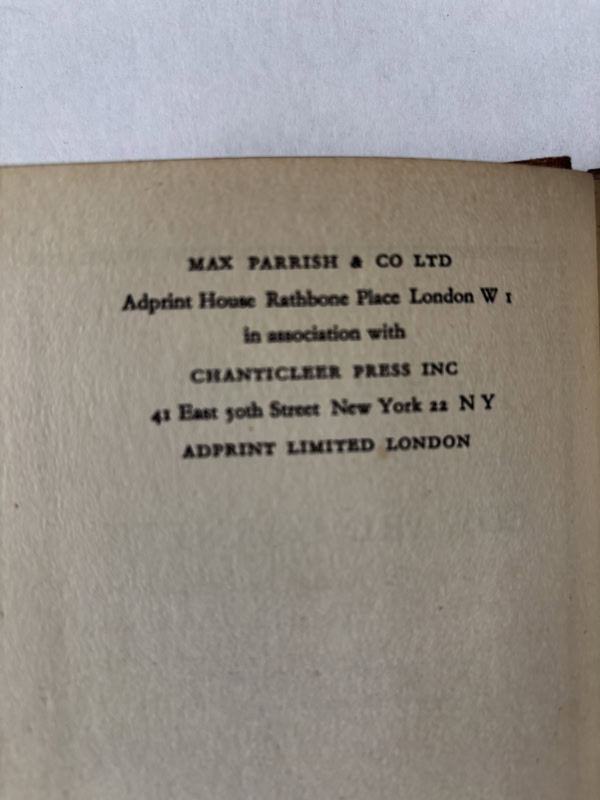 MAX PARRISH & CO LTD
Adprint House Rathbone Place London W 1
in association with
CHANTICLEER PRESS INC
41 East 50th Street New York 22 N Y
ADPRINT LIMITED LONDON